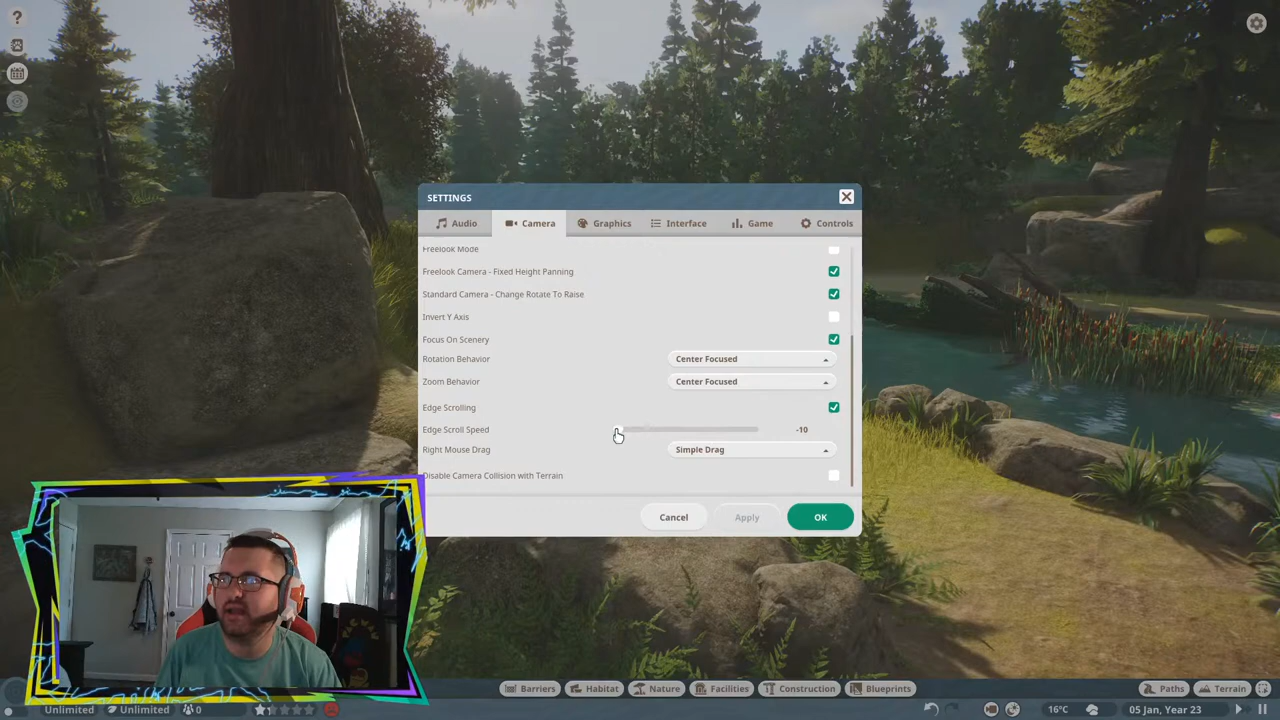 ?
SETTINGS
Audio Camera Graphics Interface Game Controls
Freelook Mode
Freelook Camera - Fixed Height Panning
Standard Camera - Change Rotate To Raise
Invert Y Axis
Focus On Scenery
Rotation Behavior Center Focused
Zoom Behavior Center Focused
Edge Scrolling
Edge Scroll Speed -10
Right Mouse Drag Simple Drag
Disable Camera Collision with Terrain
Cancel Apply OK
Barriers Habitat Nature Facilities Construction Blueprints Paths Terrain
Unlimited Unlimited 0 16°C 05 Jan, Year 23